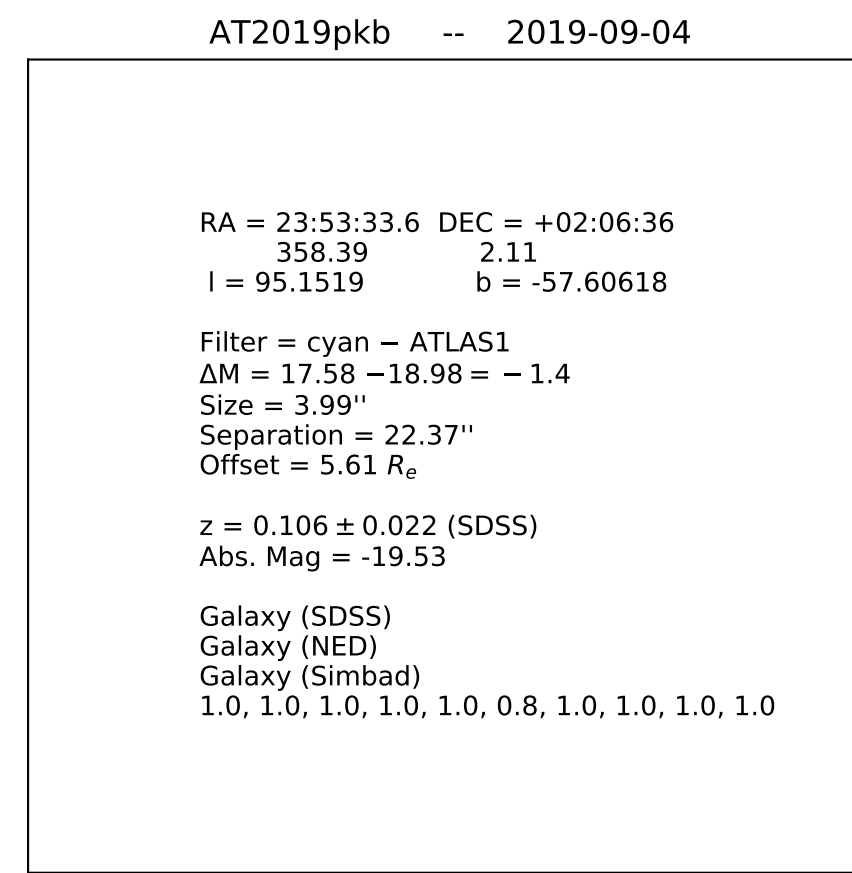 AT2019pkb -- 2019-09-04
RA = 23:53:33.6 DEC = +02:06:36
358.39 2.11
l = 95.1519 b = -57.60618
Filter = cyan − ATLAS1
ΔM = 17.58 −18.98 = − 1.4
Size = 3.99''
Separation = 22.37''
Offset = 5.61 Rₑ
z = 0.106 ± 0.022 (SDSS)
Abs. Mag = -19.53
Galaxy (SDSS)
Galaxy (NED)
Galaxy (Simbad)
1.0, 1.0, 1.0, 1.0, 1.0, 0.8, 1.0, 1.0, 1.0, 1.0